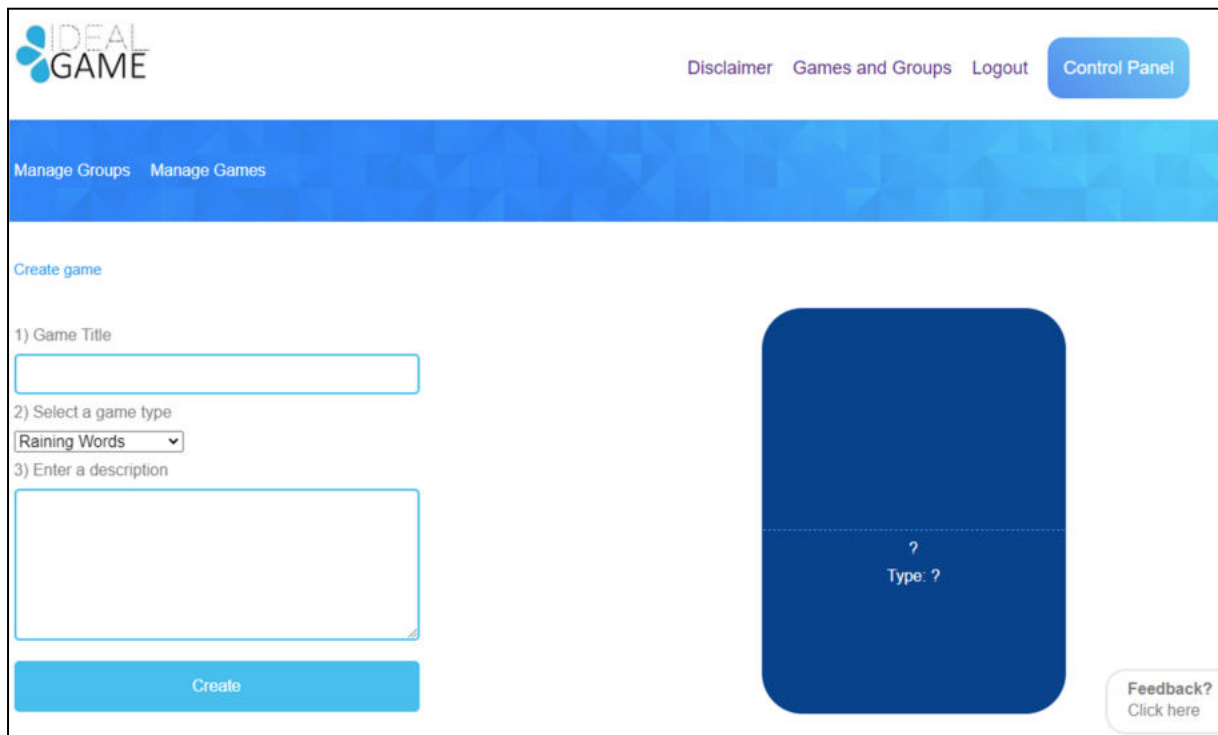 IDEAL
GAME
Disclaimer Games and Groups Logout Control Panel
Manage Groups Manage Games
Create game
1) Game Title
2) Select a game type
Raining Words
3) Enter a description
Create
?
Type: ?
Feedback?
Click here